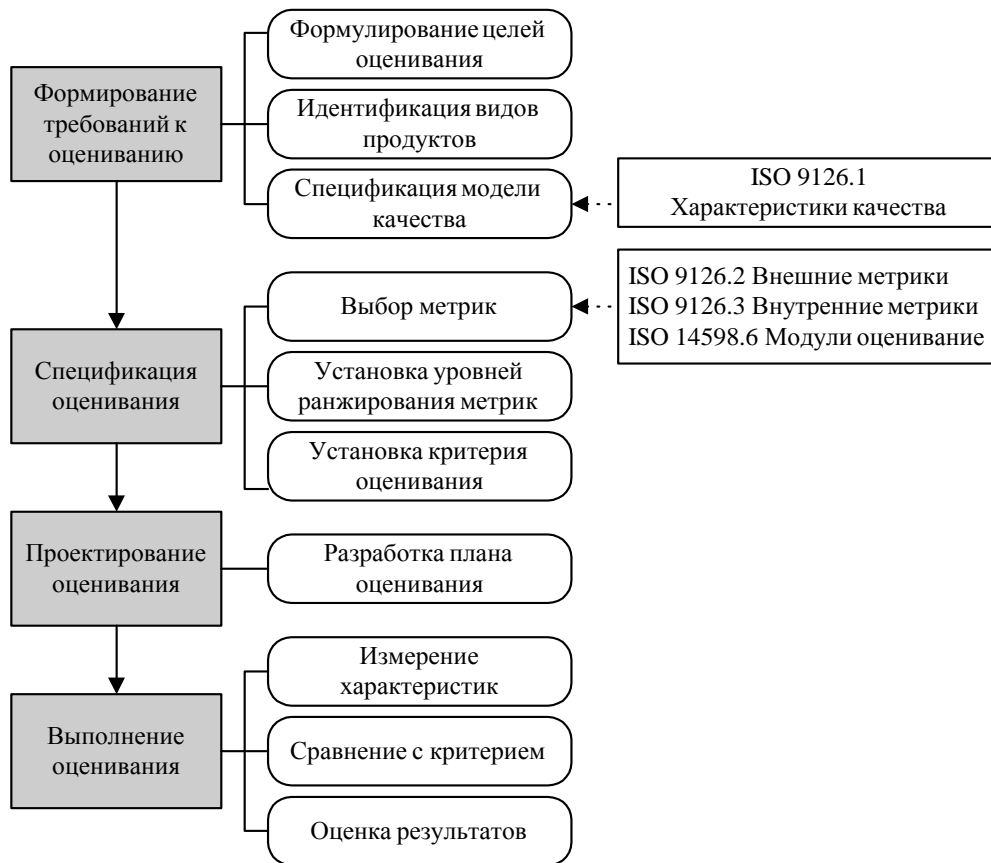 Формулирование целей
оценивания
Формирование
требований к
оцениванию
Идентификация видов
продуктов
Спецификация модели
качества
ISO 9126.1
Характеристики качества
ISO 9126.2 Внешние метрики
ISO 9126.3 Внутренние метрики
ISO 14598.6 Модули оценивание
Выбор метрик
Спецификация
оценивания
Установка уровней
ранжирования метрик
Установка критерия
оценивания
Проектирование
оценивания
Разработка плана
оценивания
Измерение
характеристик
Выполнение
оценивания
Сравнение с критерием
Оценка результатов